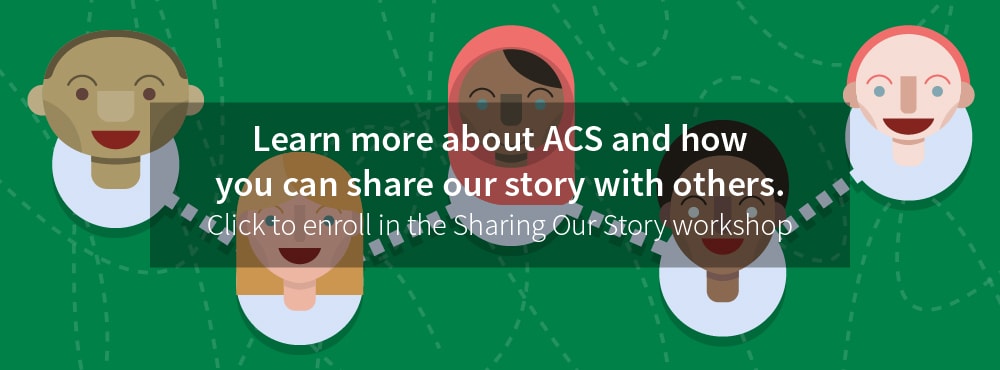 Learn more about ACS and how
you can share our story with others.
Click to enroll in the Sharing Our Story workshop